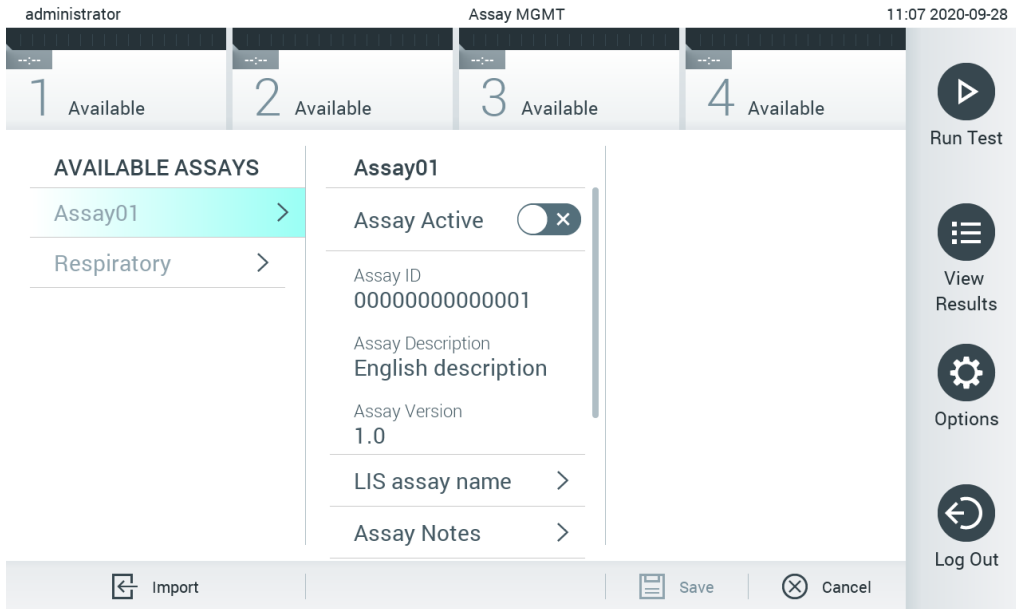 administrator
Assay MGMT
11:07 2020-09-28
--:--
1 Available
--:--
2 Available
--:--
3 Available
--:--
4 Available
Run Test
View
Results
Options
Log Out
AVAILABLE ASSAYS
Assay01
Respiratory
Assay01
Assay Active
Assay ID
00000000000001
Assay Description
English description
Assay Version
1.0
LIS assay name
Assay Notes
Import
Save
Cancel